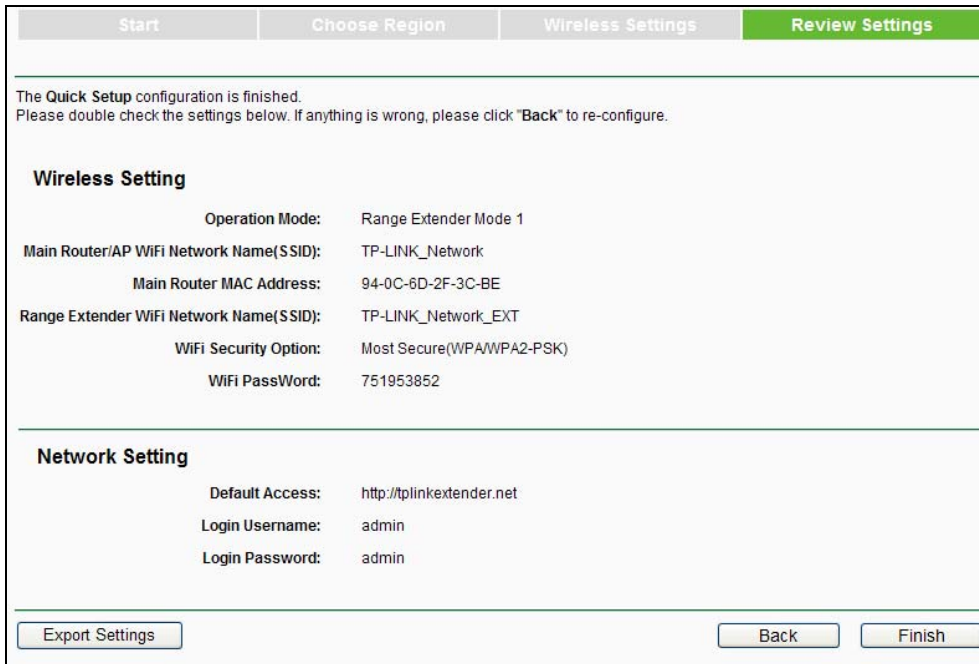 Start Choose Region Wireless Settings Review Settings
The Quick Setup configuration is finished.
Please double check the settings below. If anything is wrong, please click "Back" to re-configure.
Wireless Setting
Operation Mode: Range Extender Mode 1
Main Router/AP WiFi Network Name(SSID): TP-LINK_Network
Main Router MAC Address: 94-0C-6D-2F-3C-BE
Range Extender WiFi Network Name(SSID): TP-LINK_Network_EXT
WiFi Security Option: Most Secure(WPA/WPA2-PSK)
WiFi PassWord: 751953852
Network Setting
Default Access: http://tplinkextender.net
Login Username: admin
Login Password: admin
Export Settings Back Finish